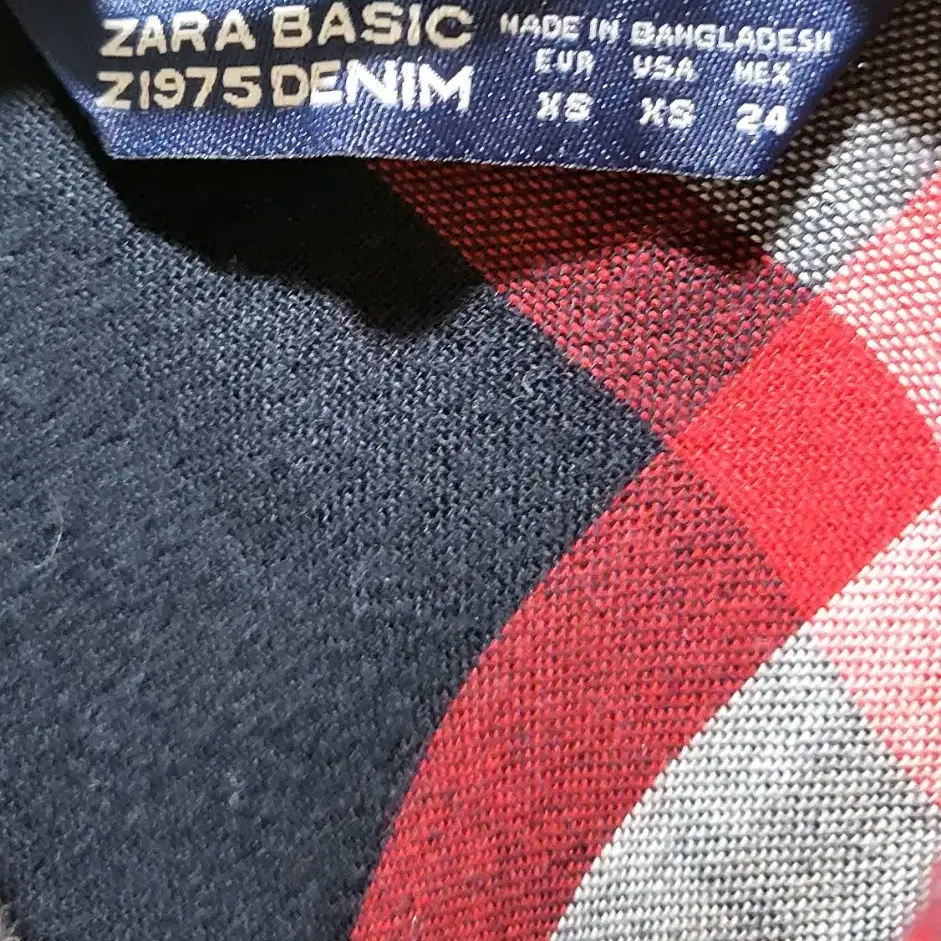 ZARA BASIC
Z1975 DENIM
MADE IN BANGLADESH
EUR USA MEX
XS XS 24